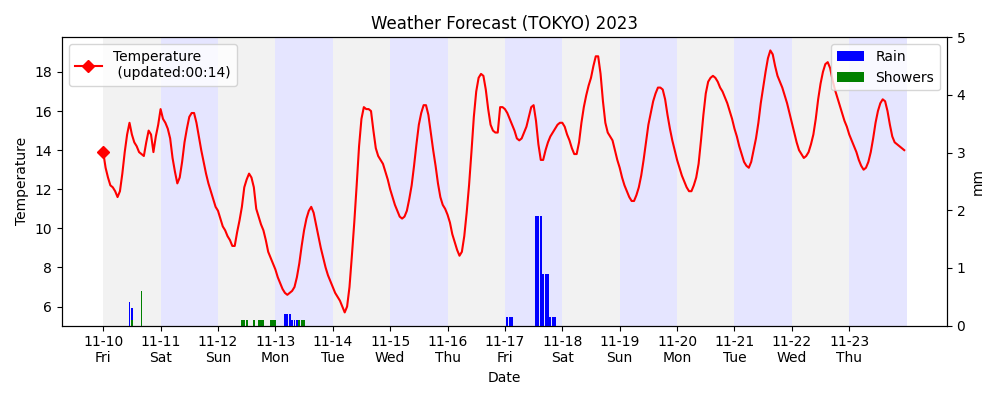 Weather Forecast (TOKYO) 2023
Temperature
(updated:00:14)
Rain
Showers
Temperature
18
16
14
12
10
8
6
5
4
3
2
1
0
mm
11-10 11-11 11-12 11-13 11-14 11-15 11-16 11-17 11-18 11-19 11-20 11-21 11-22 11-23
Fri Sat Sun Mon Tue Wed Thu Fri Sat Sun Mon Tue Wed Thu
Date